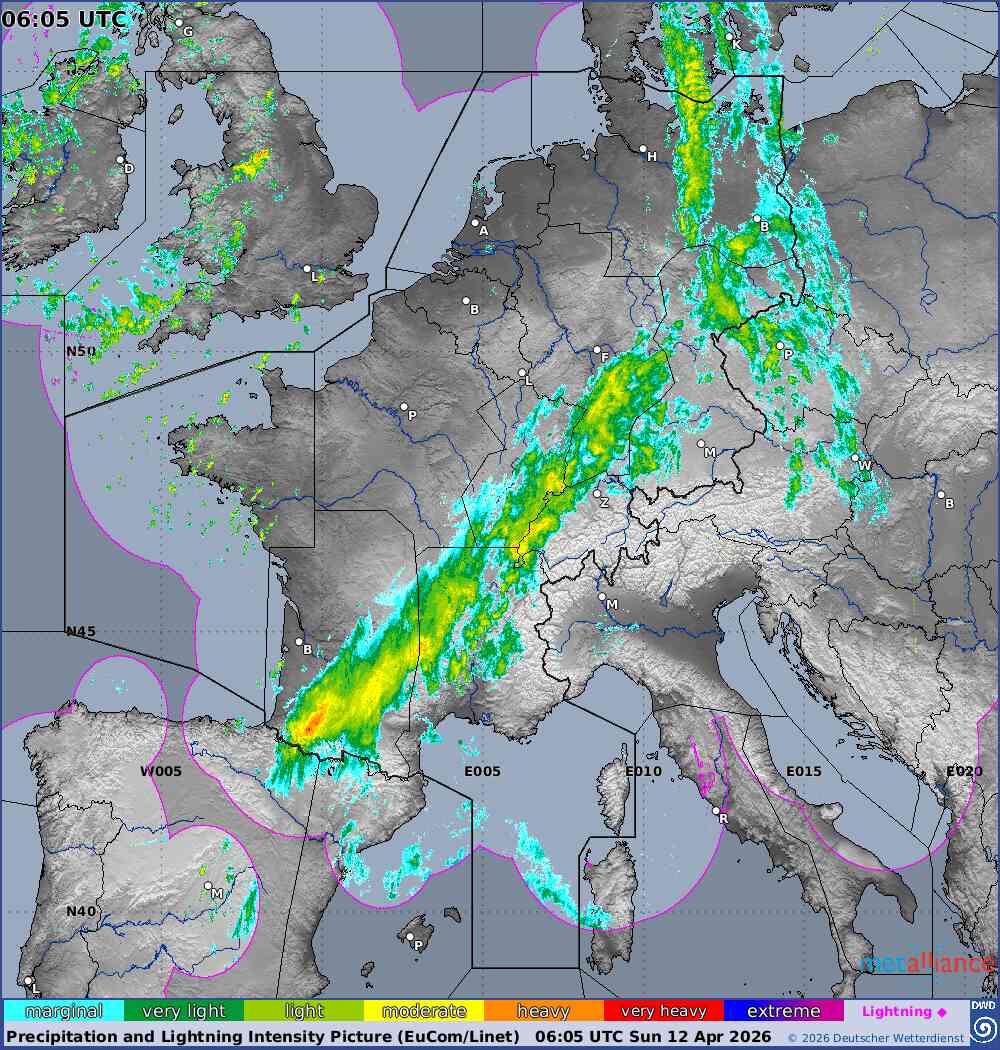 06:05 UTC
G
K
D
H
A
B
L
B
N50
F
L
P
P
M
W
Z
B
M
N45
B
W005
E005
E010
E015
E020
R
M
N40
P
L
metalliance
marginal very light light moderate heavy very heavy extreme Lightning ◆
DWD
Precipitation and Lightning Intensity Picture (EuCom/Linet) 06:05 UTC Sun 12 Apr 2026 © 2026 Deutscher Wetterdienst